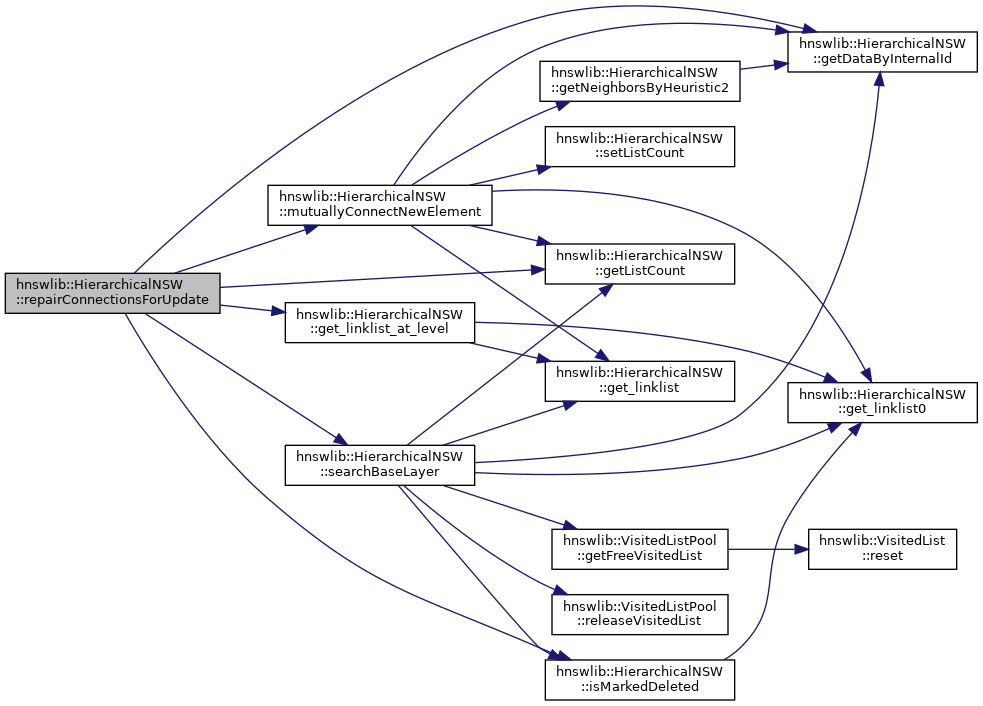 hnswlib::HierarchicalNSW
::repairConnectionsForUpdate
hnswlib::HierarchicalNSW
::mutuallyConnectNewElement
hnswlib::HierarchicalNSW
::get_linklist_at_level
hnswlib::HierarchicalNSW
::searchBaseLayer
hnswlib::HierarchicalNSW
::getNeighborsByHeuristic2
hnswlib::HierarchicalNSW
::setListCount
hnswlib::HierarchicalNSW
::getListCount
hnswlib::HierarchicalNSW
::get_linklist
hnswlib::VisitedListPool
::getFreeVisitedList
hnswlib::VisitedListPool
::releaseVisitedList
hnswlib::HierarchicalNSW
::isMarkedDeleted
hnswlib::HierarchicalNSW
::getDataByInternalId
hnswlib::HierarchicalNSW
::get_linklist0
hnswlib::VisitedList
::reset